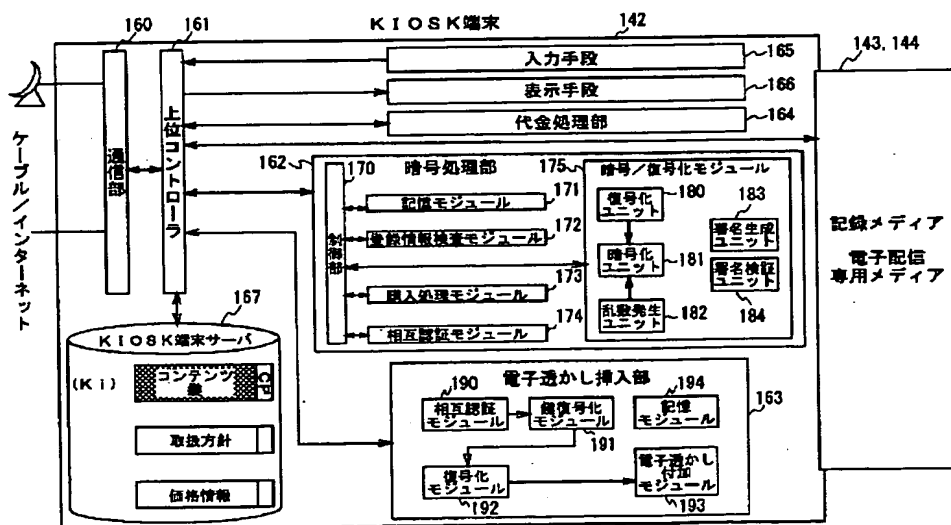 KIOSK端末
160
161
142
143, 144
入力手段
165
表示手段
166
代金処理部
164
ケーブル/インターネット
通信部
上位コントローラ
162
170
暗号処理部
制御部
171
記憶モジュール
172
登録情報検査モジュール
173
購入処理モジュール
174
相互認証モジュール
175
暗号/復号化モジュール
180
復号化
ユニット
181
暗号化
ユニット
182
乱数発生
ユニット
183
署名生成
ユニット
署名検証
ユニット
184
記録メディア
電子配信
専用メディア
167
KIOSK端末サーバ
(Ki)
コンテンツ
鍵
CP
取扱方針
価格情報
電子透かし挿入部
163
190
相互認証
モジュール
鍵復号化
モジュール
191
194
記憶
モジュール
復号化
モジュール
192
電子透かし
付加
モジュール
193